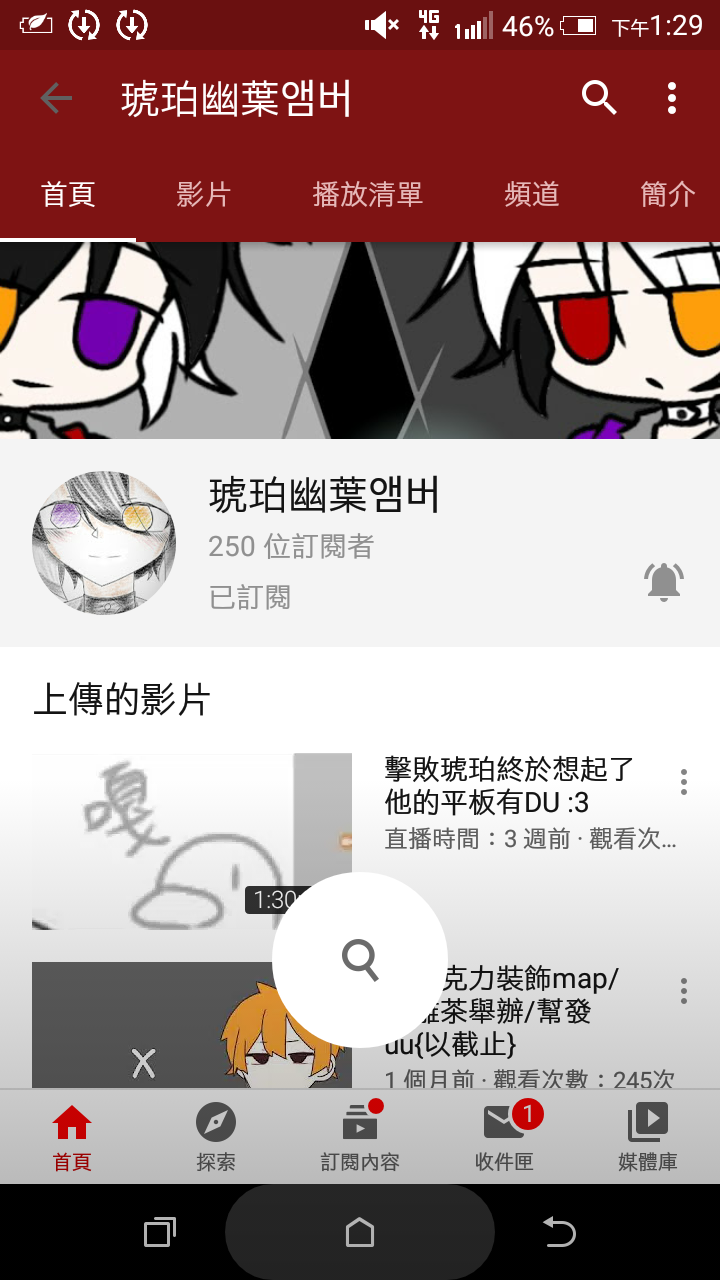 4G 46% 下午1:29
琥珀幽葉앰버
首頁 影片 播放清單 頻道 簡介
琥珀幽葉앰버
250 位訂閱者
已訂閱
上傳的影片
嘎
1:30
擊敗琥珀終於想起了
他的平板有DU :3
直播時間：3 週前 · 觀看次…
X
克力裝飾map/
茶舉辦/幫發
du{以截止}
1 個月前 · 觀看次數：245次
1
首頁 探索 訂閱內容 收件匣 媒體庫